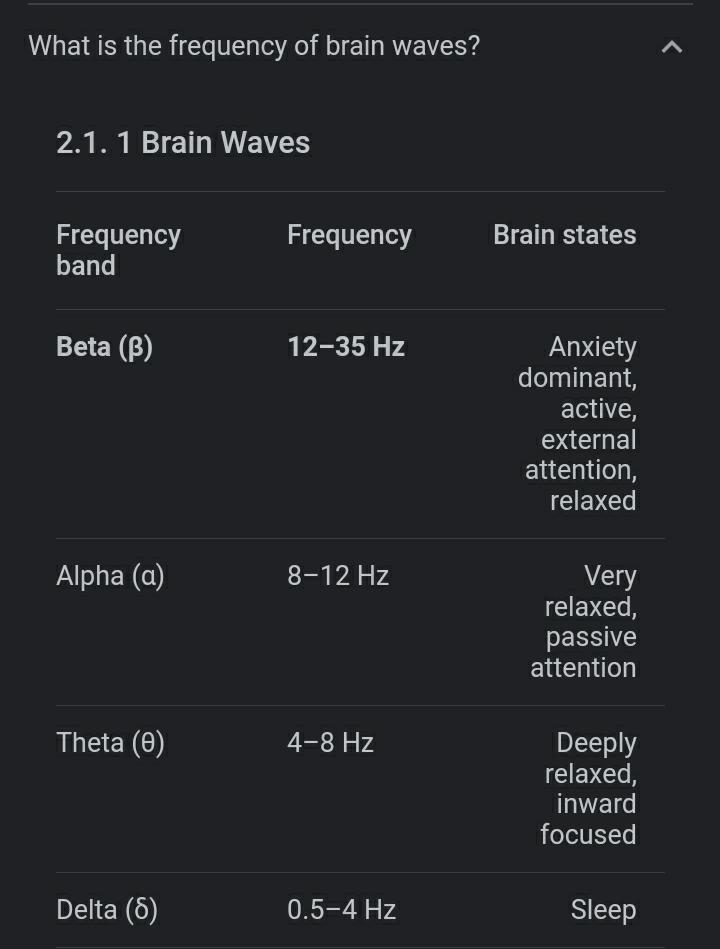 What is the frequency of brain waves?
2.1. 1 Brain Waves
Frequency band Frequency Brain states
Beta (β) 12–35 Hz Anxiety dominant, active, external attention, relaxed
Alpha (α) 8–12 Hz Very relaxed, passive attention
Theta (θ) 4–8 Hz Deeply relaxed, inward focused
Delta (δ) 0.5–4 Hz Sleep